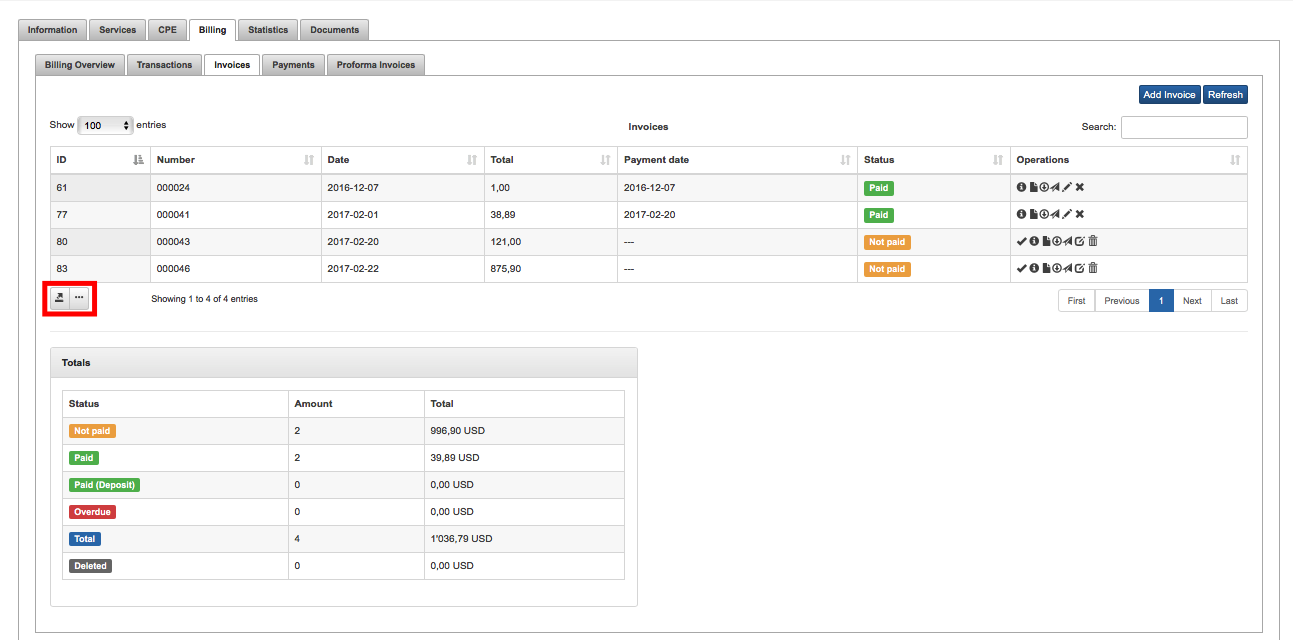 Information Services CPE Billing Statistics Documents
Billing Overview Transactions Invoices Payments Proforma Invoices
Add Invoice Refresh
Show 100 entries Invoices Search:
ID Number Date Total Payment date Status Operations
61 000024 2016-12-07 1,00 2016-12-07 Paid
77 000041 2017-02-01 38,89 2017-02-20 Paid
80 000043 2017-02-20 121,00 --- Not paid
83 000046 2017-02-22 875,90 --- Not paid
Showing 1 to 4 of 4 entries First Previous 1 Next Last
Totals
Status Amount Total
Not paid 2 996,90 USD
Paid 2 39,89 USD
Paid (Deposit) 0 0,00 USD
Overdue 0 0,00 USD
Total 4 1'036,79 USD
Deleted 0 0,00 USD